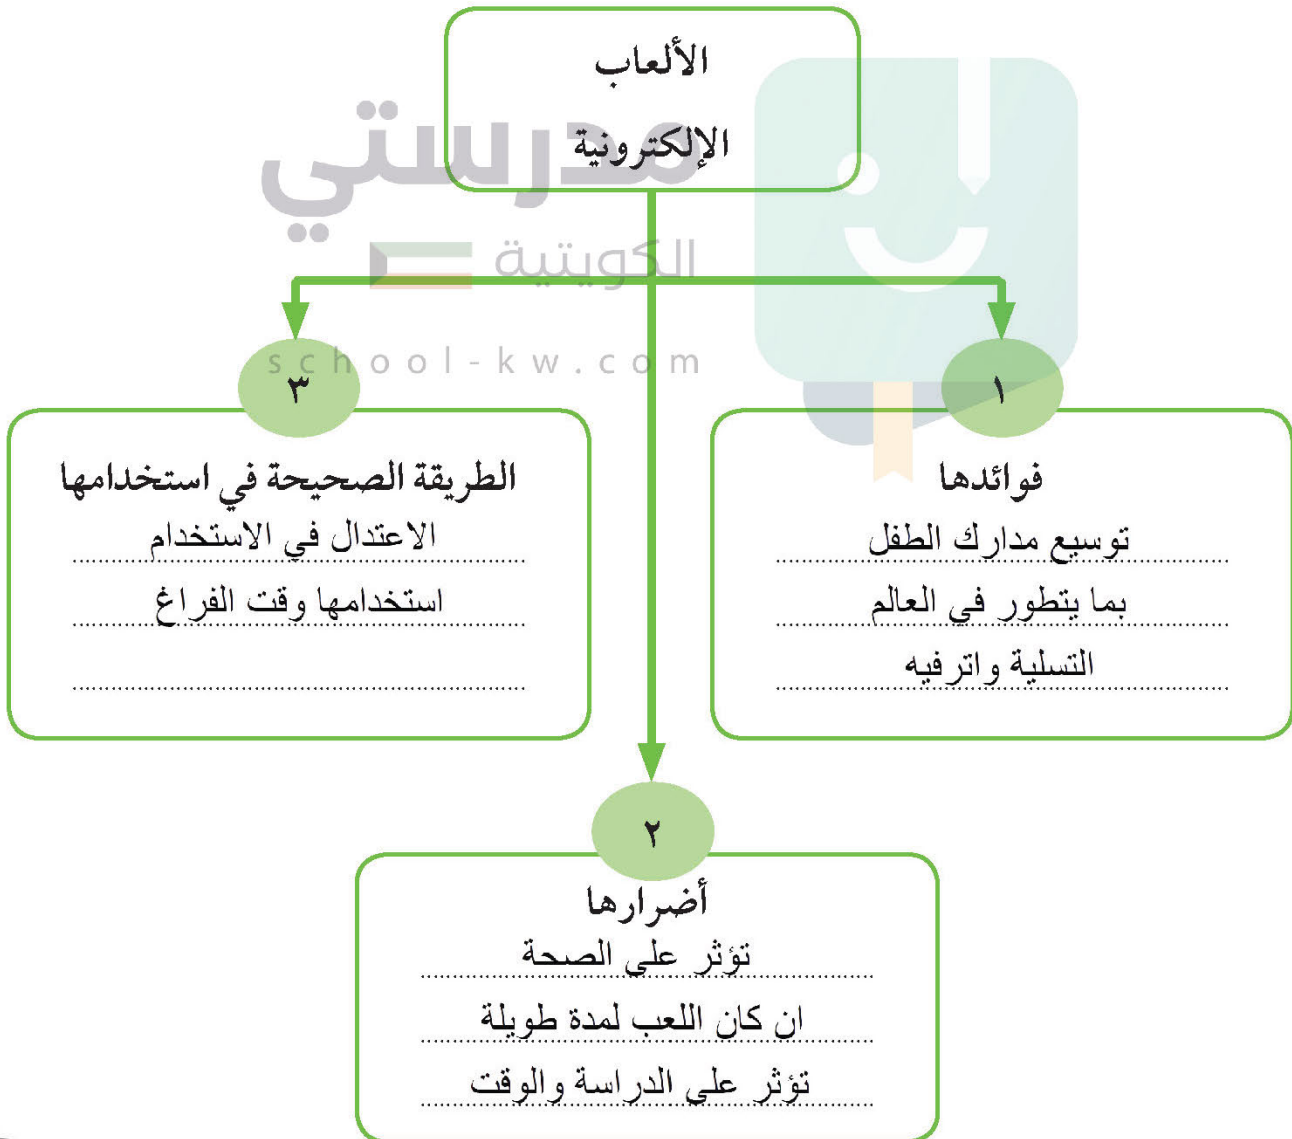 الألعاب
الإلكترونية
مدرستي
الكويتية
school-kw.com
١
فوائدها
توسيع مدارك الطفل
بما يتطور في العالم
التسلية واترفيه
٣
الطريقة الصحيحة في استخدامها
الاعتدال في الاستخدام
استخدامها وقت الفراغ
٢
أضرارها
تؤثر على الصحة
ان كان اللعب لمدة طويلة
تؤثر على الدراسة والوقت